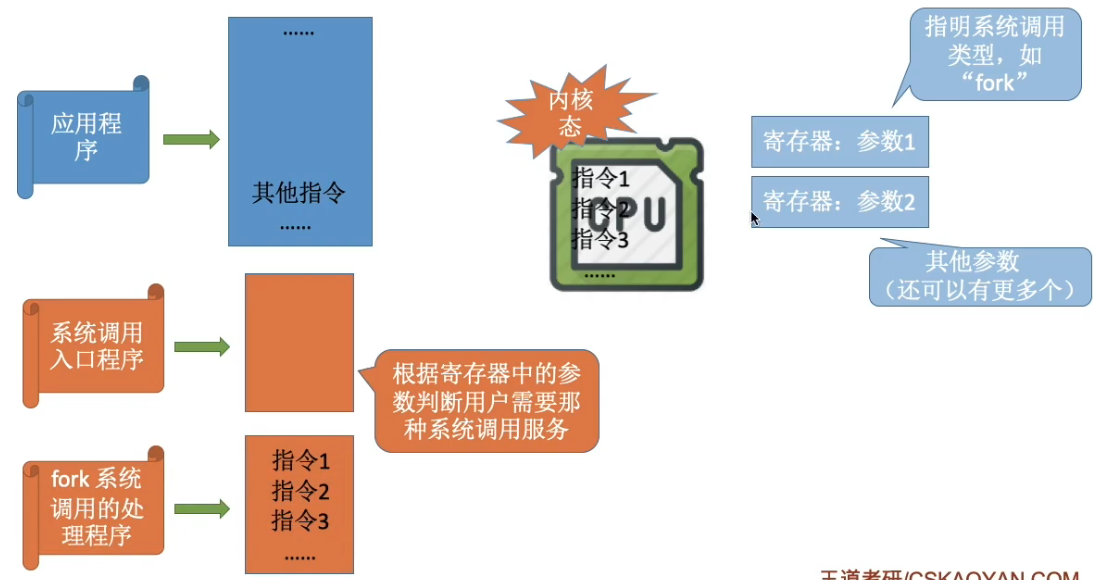 应用程
序
……
其他指令
……
内核
态
指令1
指令2
指令3
……
CPU
指明系统调用
类型，如
“fork”
寄存器：参数1
寄存器：参数2
其他参数
（还可以有更多个）
系统调用
入口程序
根据寄存器中的参
数判断用户需要那
种系统调用服务
fork 系统
调用的处
理程序
指令1
指令2
指令3
……
王道考研/CSKAOYAN.COM